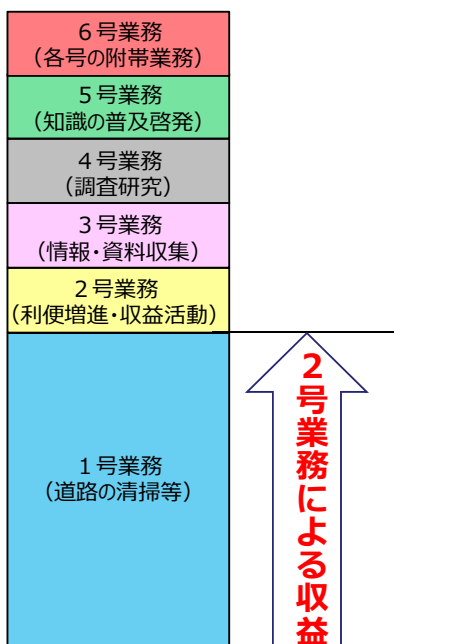 ６号業務
（各号の附帯業務）
５号業務
（知識の普及啓発）
４号業務
（調査研究）
３号業務
（情報・資料収集）
２号業務
（利便増進・収益活動）
１号業務
（道路の清掃等）
２号業務による収益